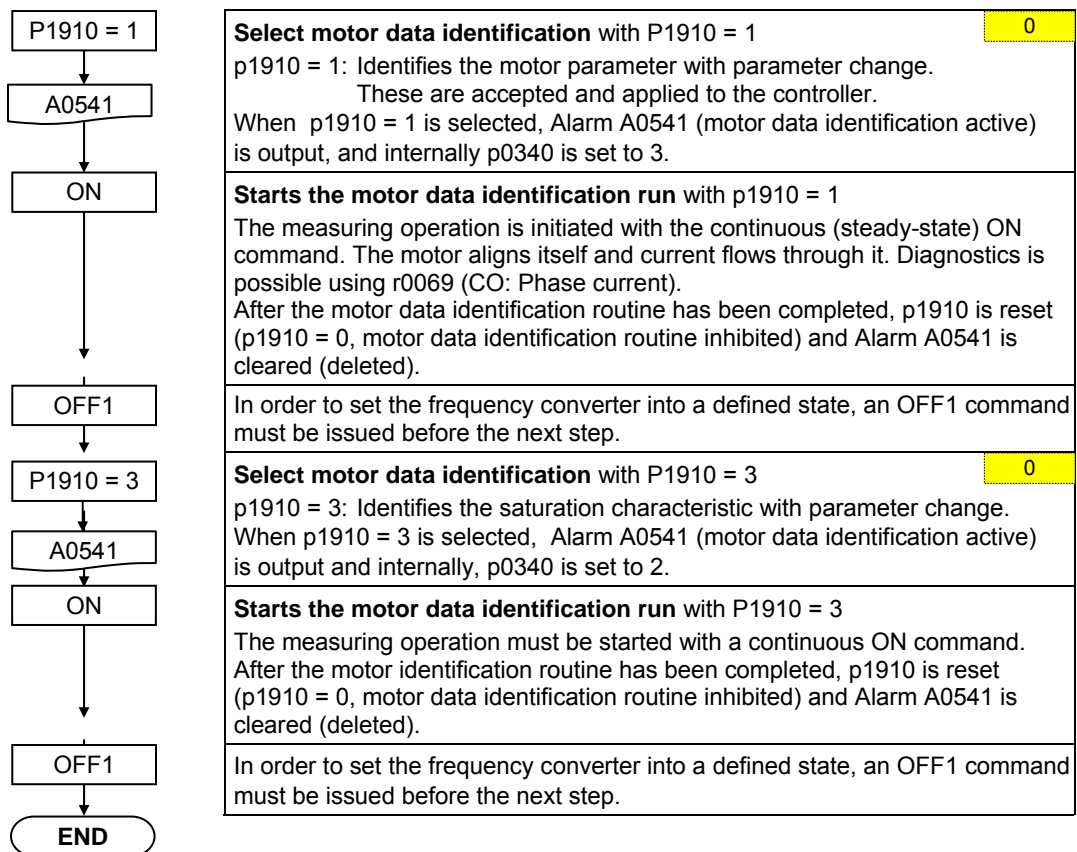 P1910 = 1
Select motor data identification with P1910 = 1
0
p1910 = 1: Identifies the motor parameter with parameter change.
These are accepted and applied to the controller.
A0541
When p1910 = 1 is selected, Alarm A0541 (motor data identification active)
is output, and internally p0340 is set to 3.
ON
Starts the motor data identification run with p1910 = 1
The measuring operation is initiated with the continuous (steady-state) ON
command. The motor aligns itself and current flows through it. Diagnostics is
possible using r0069 (CO: Phase current).
After the motor data identification routine has been completed, p1910 is reset
(p1910 = 0, motor data identification routine inhibited) and Alarm A0541 is
cleared (deleted).
OFF1
In order to set the frequency converter into a defined state, an OFF1 command
must be issued before the next step.
P1910 = 3
Select motor data identification with P1910 = 3
0
p1910 = 3: Identifies the saturation characteristic with parameter change.
A0541
When p1910 = 3 is selected, Alarm A0541 (motor data identification active)
is output and internally, p0340 is set to 2.
ON
Starts the motor data identification run with P1910 = 3
The measuring operation must be started with a continuous ON command.
After the motor identification routine has been completed, p1910 is reset
(p1910 = 0, motor data identification routine inhibited) and Alarm A0541 is
cleared (deleted).
OFF1
In order to set the frequency converter into a defined state, an OFF1 command
must be issued before the next step.
END